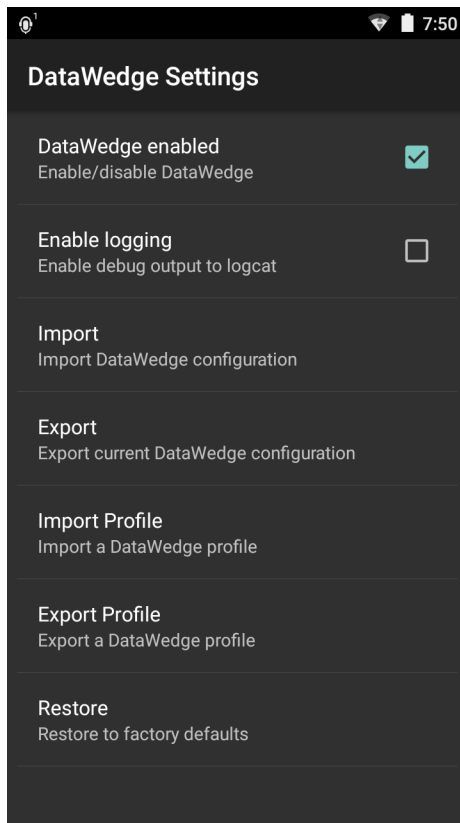 1
7:50
DataWedge Settings
DataWedge enabled
Enable/disable DataWedge
Enable logging
Enable debug output to logcat
Import
Import DataWedge configuration
Export
Export current DataWedge configuration
Import Profile
Import a DataWedge profile
Export Profile
Export a DataWedge profile
Restore
Restore to factory defaults